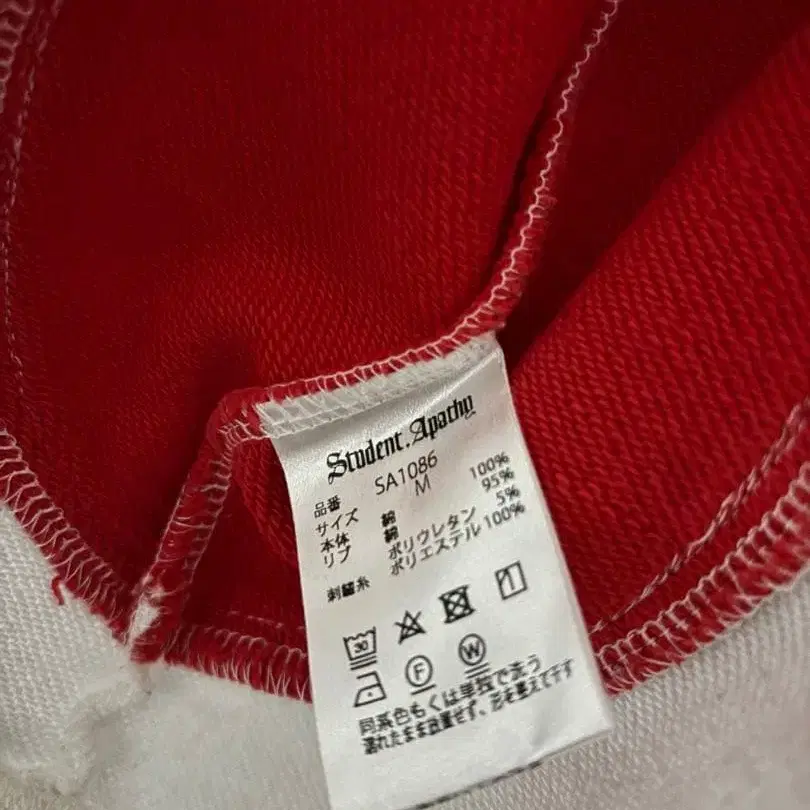 Student.Apathy
品番 SA1086
サイズ M
本体 綿 100%
リブ 綿 95%
ポリウレタン 5%
刺繍糸 ポリエステル 100%
30
F W
同系色もくは単独で洗う
濡れたまま放置せず、形を整えて干す